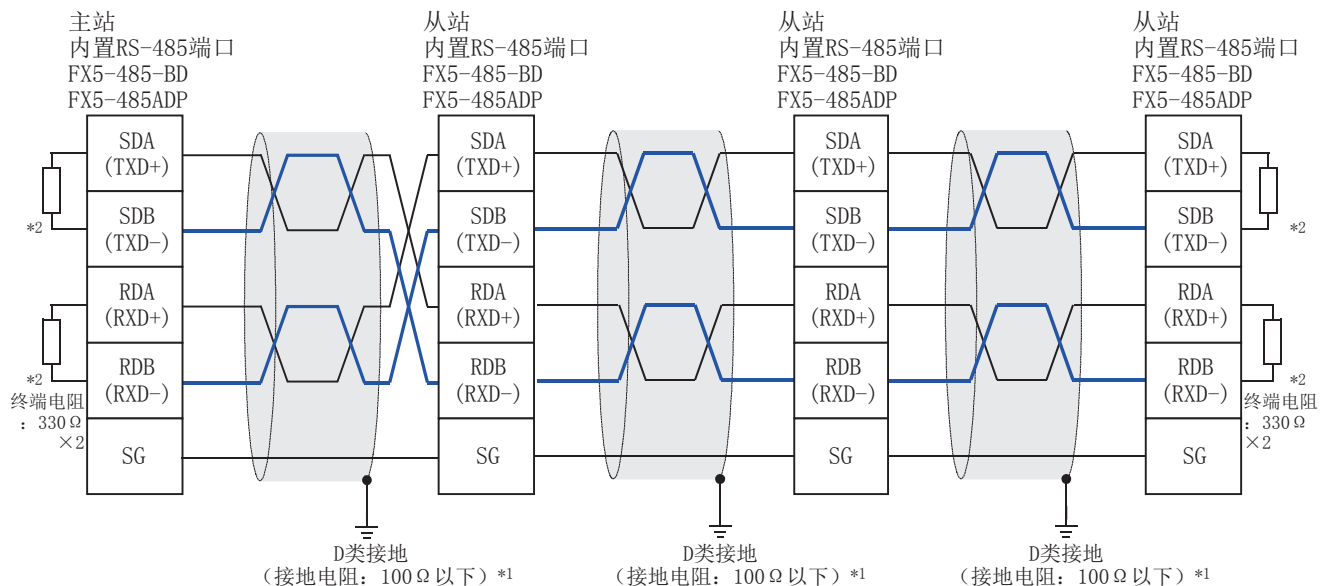 主站
内置RS-485端口
FX5-485-BD
FX5-485ADP
从站
内置RS-485端口
FX5-485-BD
FX5-485ADP
从站
内置RS-485端口
FX5-485-BD
FX5-485ADP
从站
内置RS-485端口
FX5-485-BD
FX5-485ADP
SDA
(TXD+)
SDB
(TXD-)
RDA
(RXD+)
RDB
(RXD-)
SG
SDA
(TXD+)
SDB
(TXD-)
RDA
(RXD+)
RDB
(RXD-)
SG
SDA
(TXD+)
SDB
(TXD-)
RDA
(RXD+)
RDB
(RXD-)
SG
SDA
(TXD+)
SDB
(TXD-)
RDA
(RXD+)
RDB
(RXD-)
SG
*2
*2
终端电阻
：330Ω
×2
*2
*2
终端电阻
：330Ω
×2
D类接地
（接地电阻：100Ω以下）*1
D类接地
（接地电阻：100Ω以下）*1
D类接地
（接地电阻：100Ω以下）*1